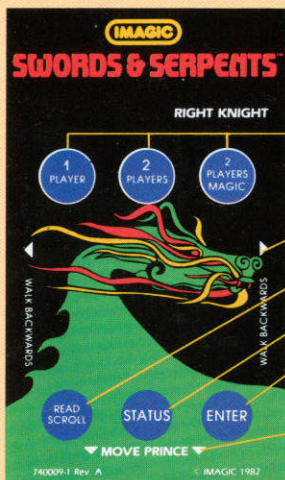 IMAGIC
SWORDS & SERPENTS™
RIGHT KNIGHT
1 PLAYER
2 PLAYERS
2 PLAYERS MAGIC
WALK BACKWARDS
WALK BACKWARDS
READ SCROLL
STATUS
ENTER
MOVE PRINCE
740009-1 Rev. A
© IMAGIC 1982